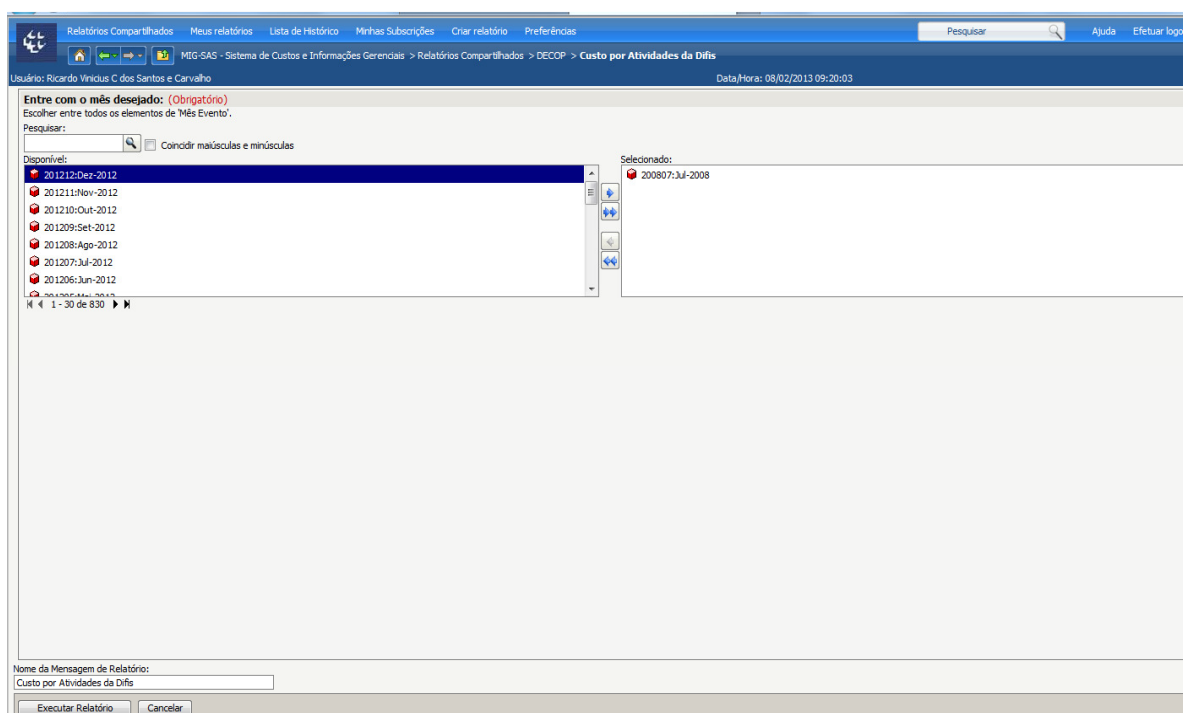 Relatórios Compartilhados Meus relatórios Lista de Histórico Minhas Subscrições Criar relatório Preferências Pesquisar Ajuda Efetuar logo
MIG-SAS - Sistema de Custos e Informações Gerenciais > Relatórios Compartilhados > DECOP > Custo por Atividades da Difis
Usuário: Ricardo Vinicius C dos Santos e Carvalho Data/Hora: 08/02/2013 09:20:03
Entre com o mês desejado: (Obrigatório)
Escolher entre todos os elementos de 'Mês Evento'.
Pesquisar:
Coincidir maiúsculas e minúsculas
Disponível: Selecionado:
201212:Dez-2012 200807:Jul-2008
201211:Nov-2012
201210:Out-2012
201209:Set-2012
201208:Ago-2012
201207:Jul-2012
201206:Jun-2012
201205:Mai-2012
1 - 30 de 830
Nome da Mensagem de Relatório:
Custo por Atividades da Difis
Executar Relatório Cancelar